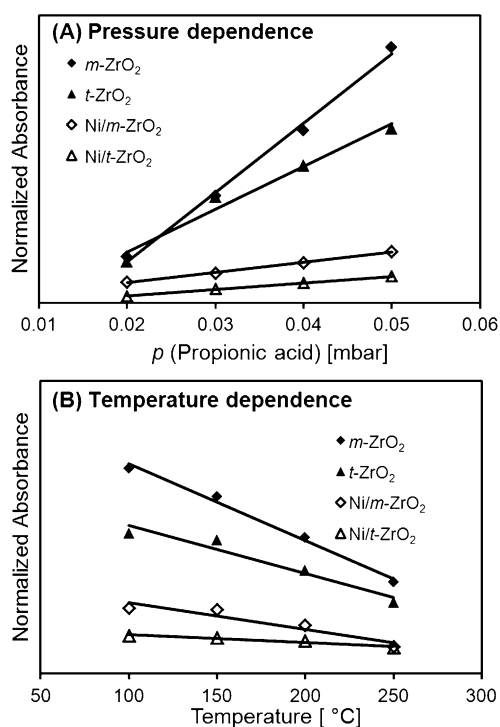 (A) Pressure dependence
m-ZrO₂
t-ZrO₂
Ni/m-ZrO₂
Ni/t-ZrO₂
Normalized Absorbance
0.01 0.02 0.03 0.04 0.05 0.06
p (Propionic acid) [mbar]
(B) Temperature dependence
m-ZrO₂
t-ZrO₂
Ni/m-ZrO₂
Ni/t-ZrO₂
Normalized Absorbance
50 100 150 200 250 300
Temperature [ °C]